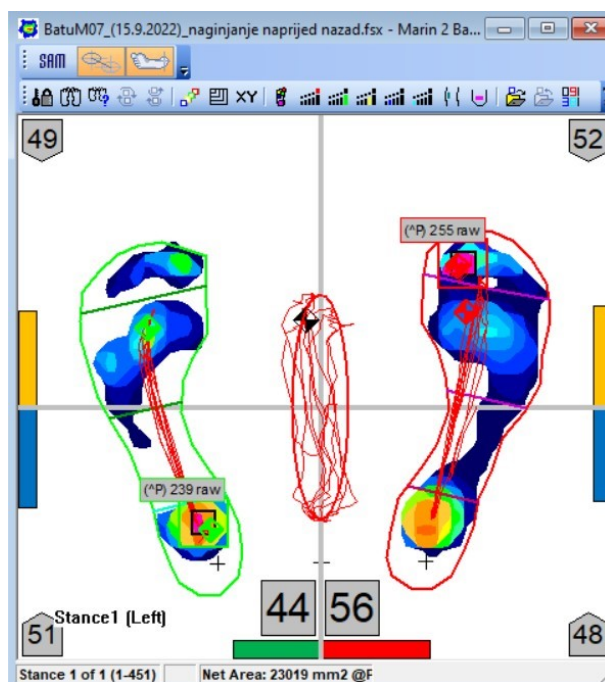 BatuM07_(15.9.2022)_naginjanje naprijed nazad.fsx - Marin 2 Ba...
SAM
XY
49
52
(^P) 255 raw
(^P) 239 raw
44 56
Stance1 (Left)
51
48
Stance 1 of 1 (1-451)
Net Area: 23019 mm2 @F